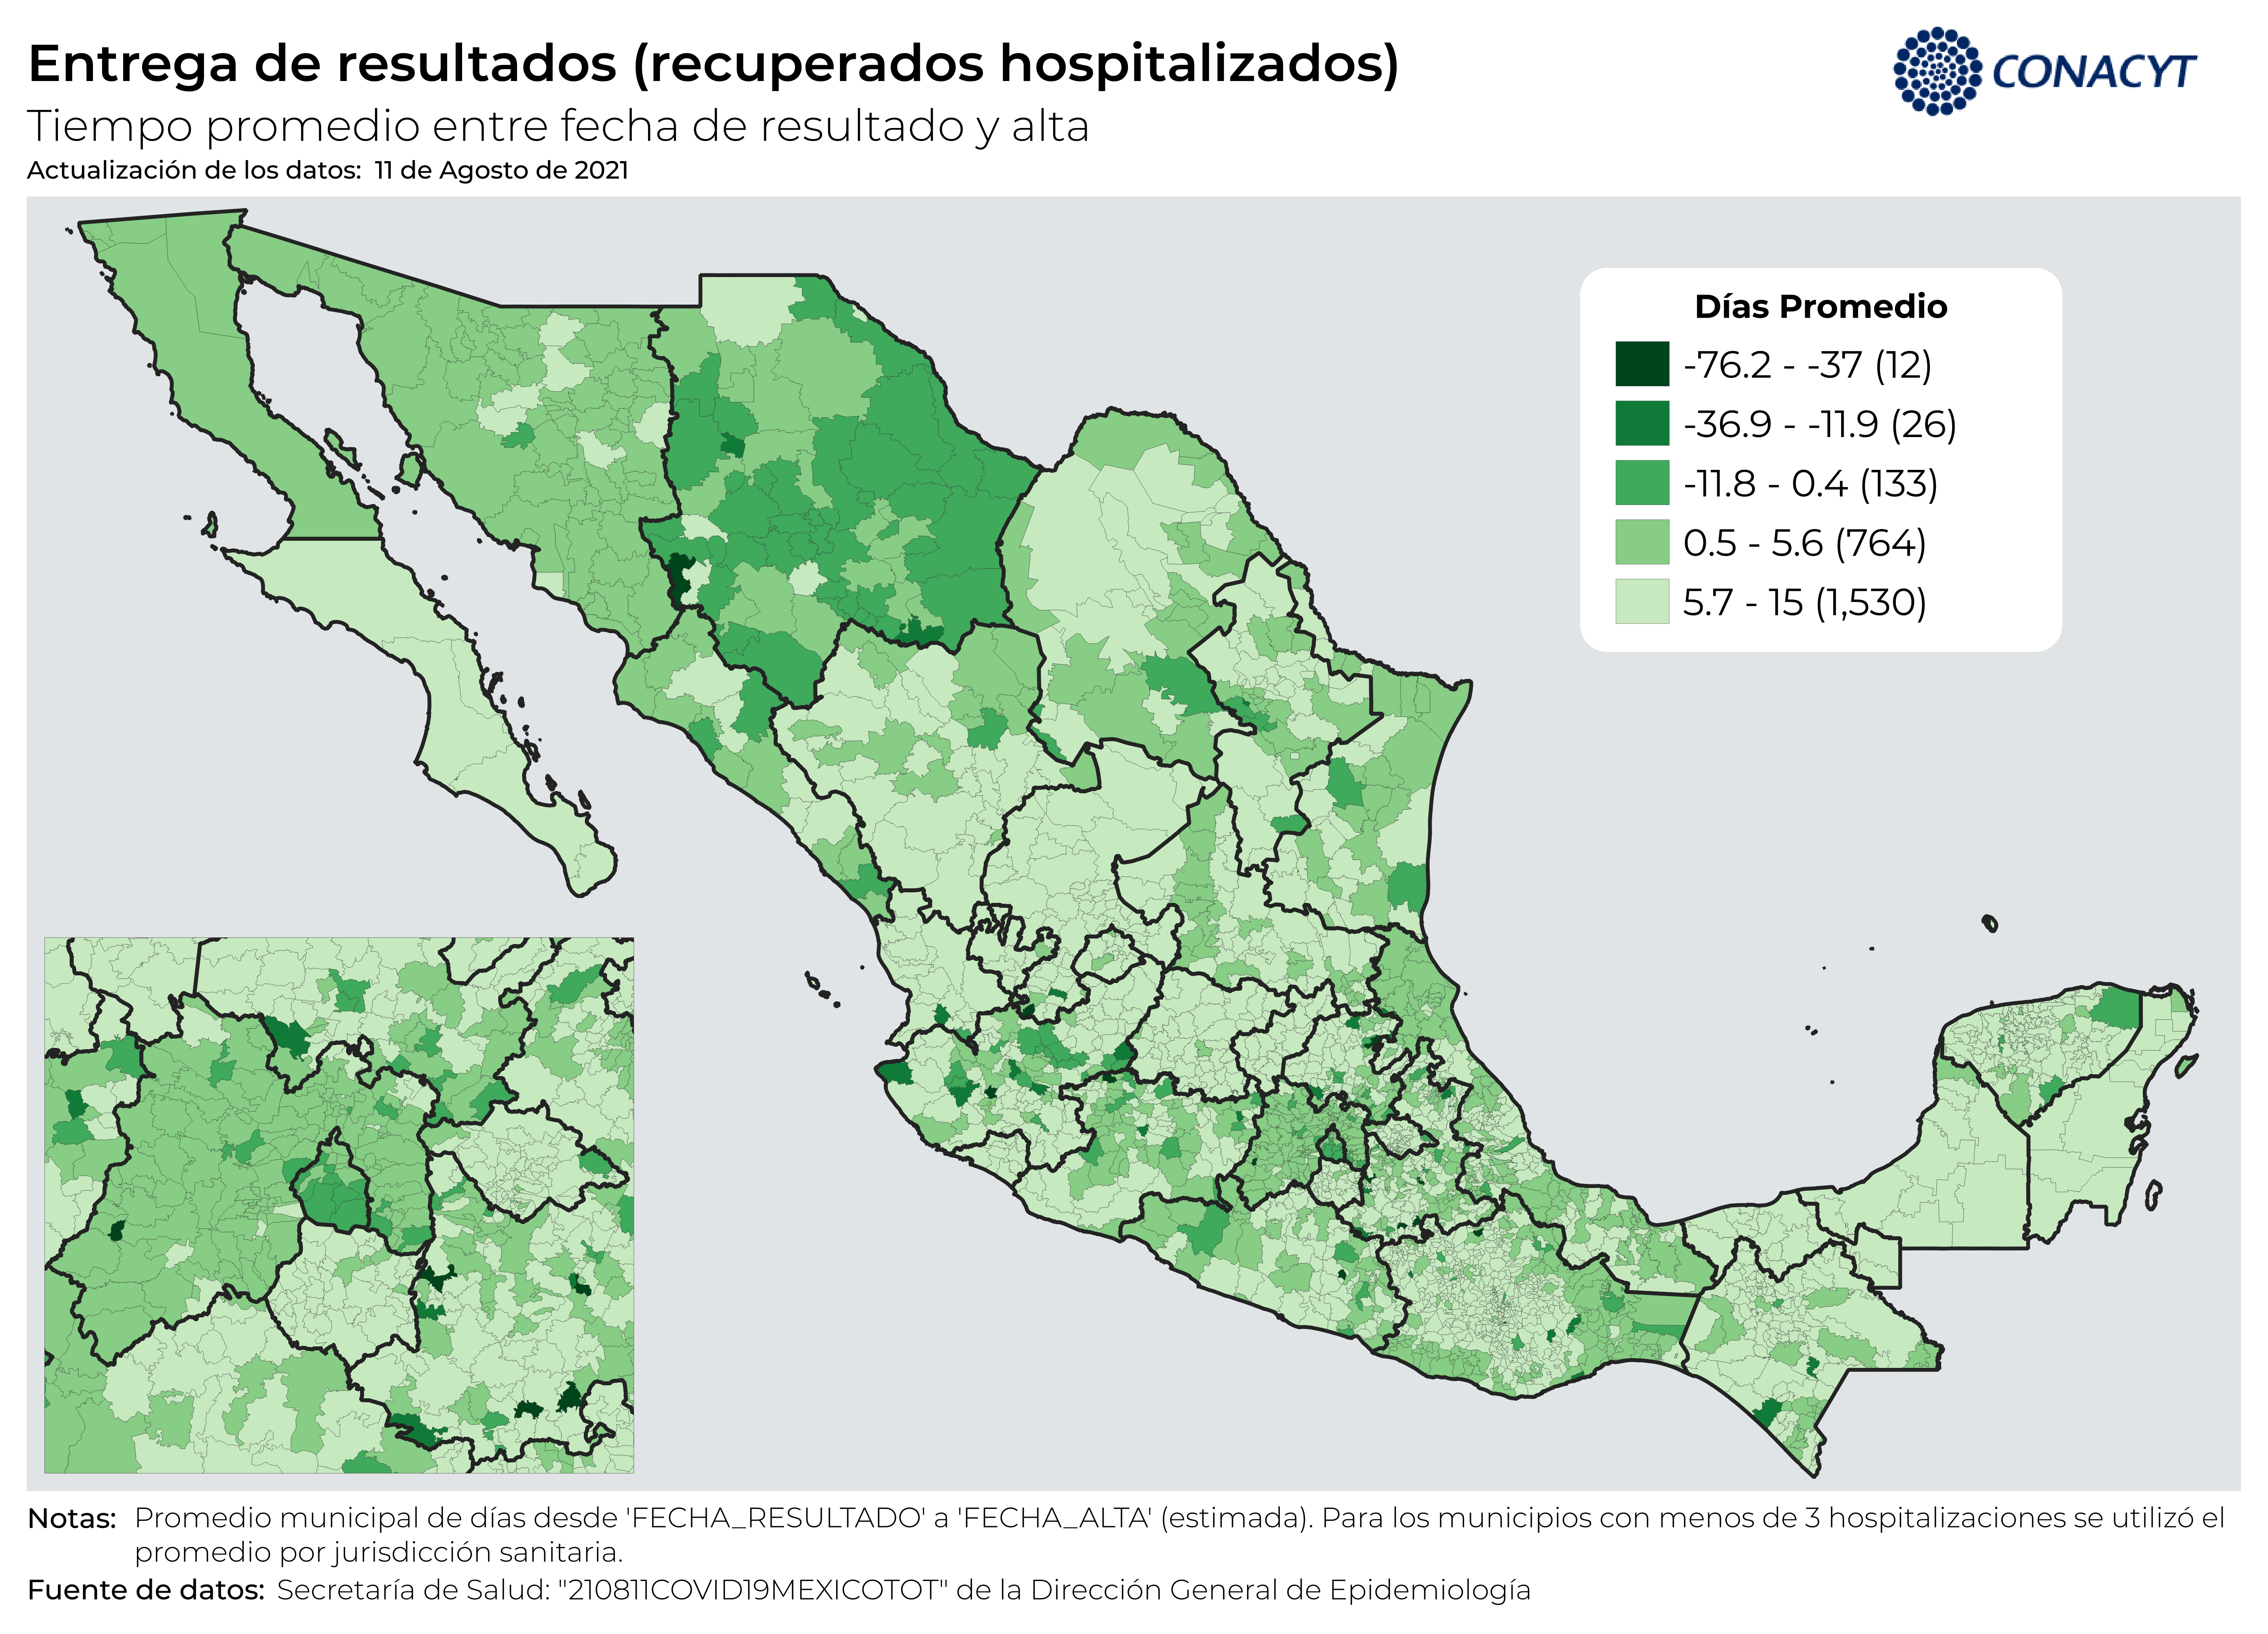 Entrega de resultados (recuperados hospitalizados)
CONACYT
Tiempo promedio entre fecha de resultado y alta
Actualización de los datos: 11 de Agosto de 2021
Días Promedio
-76.2 - -37 (12)
-36.9 - -11.9 (26)
-11.8 - 0.4 (133)
0.5 - 5.6 (764)
5.7 - 15 (1,530)
Notas: Promedio municipal de días desde 'FECHA_RESULTADO' a 'FECHA_ALTA' (estimada). Para los municipios con menos de 3 hospitalizaciones se utilizó el
promedio por jurisdicción sanitaria.
Fuente de datos: Secretaría de Salud: "210811COVID19MEXICOTOT" de la Dirección General de Epidemiología